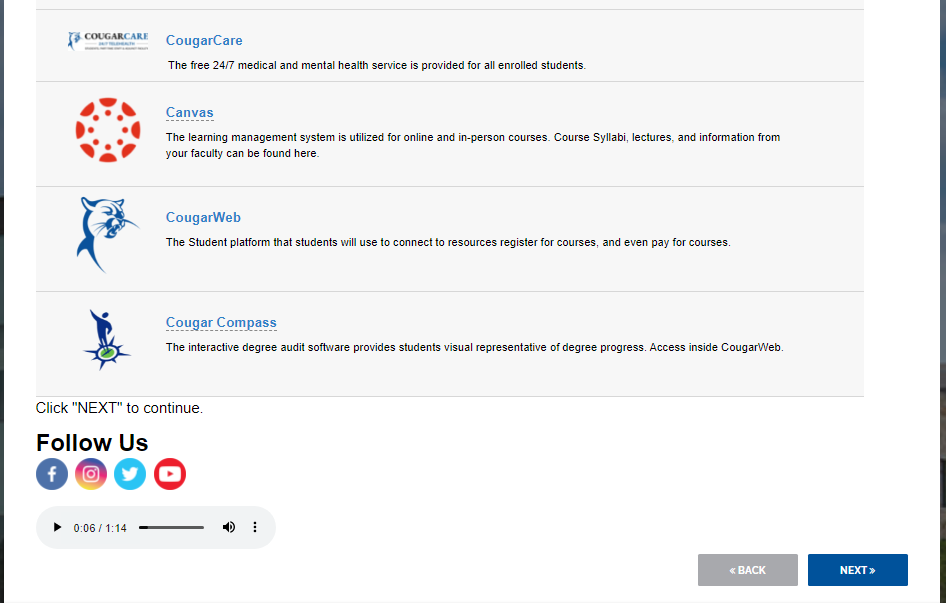 COUGARCARE
CougarCare
The free 24/7 medical and mental health service is provided for all enrolled students.
Canvas
The learning management system is utilized for online and in-person courses. Course Syllabi, lectures, and information from
your faculty can be found here.
CougarWeb
The Student platform that students will use to connect to resources register for courses, and even pay for courses.
Cougar Compass
The interactive degree audit software provides students visual representative of degree progress. Access inside CougarWeb.
Click "NEXT" to continue.
Follow Us
0:06 / 1:14
« BACK
NEXT »